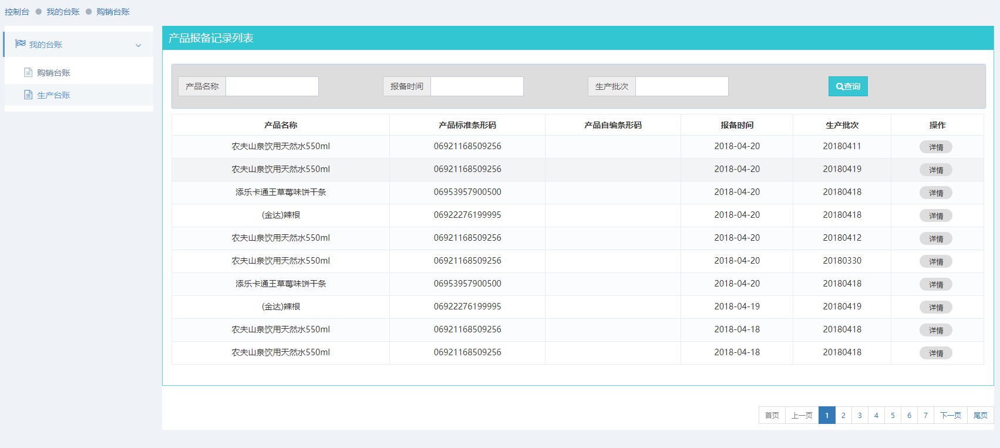 控制台 我的台账 购销台账
我的台账
购销台账
生产台账
产品报备记录列表
产品名称 报备时间 生产批次 查询
产品名称 产品标准条形码 产品自编条形码 报备时间 生产批次 操作
农夫山泉饮用天然水550ml 06921168509256 2018-04-20 20180411 详情
农夫山泉饮用天然水550ml 06921168509256 2018-04-20 20180419 详情
添乐卡通王草莓味饼干条 06953957900500 2018-04-20 20180418 详情
(金达)辣根 06922276199995 2018-04-20 20180418 详情
农夫山泉饮用天然水550ml 06921168509256 2018-04-20 20180412 详情
农夫山泉饮用天然水550ml 06921168509256 2018-04-20 20180330 详情
添乐卡通王草莓味饼干条 06953957900500 2018-04-20 20180418 详情
(金达)辣根 06922276199995 2018-04-19 20180419 详情
农夫山泉饮用天然水550ml 06921168509256 2018-04-18 20180418 详情
农夫山泉饮用天然水550ml 06921168509256 2018-04-18 20180418 详情
首页 上一页 1 2 3 4 5 6 7 下一页 尾页